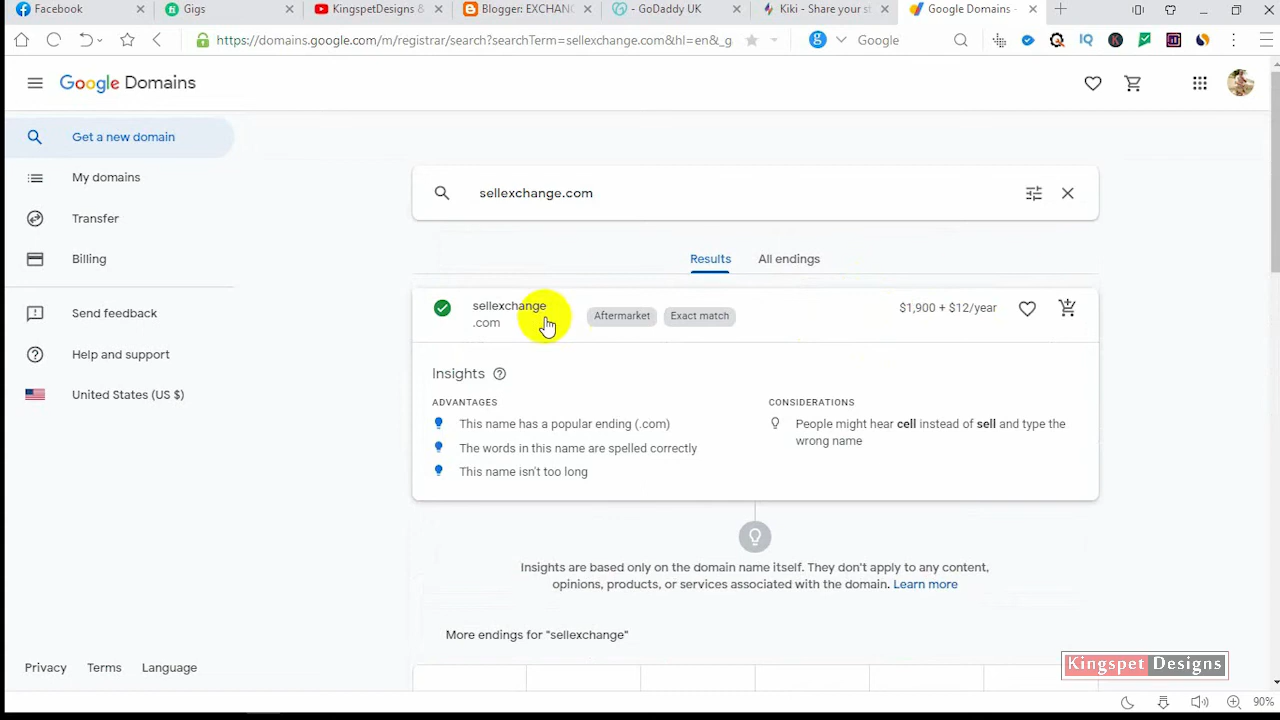 Facebook
Gigs
KingspetDesigns &
Blogger: EXCHANC
- GoDaddy UK
Kiki - Share your st
Google Domains -
https://domains.google.com/m/registrar/search?searchTerm=sellexchange.com&hl=en&_g
Google
IQ
Google Domains
Get a new domain
My domains
Transfer
Billing
Send feedback
Help and support
United States (US $)
sellexchange.com
Results
All endings
sellexchange
.com
Aftermarket
Exact match
$1,900 + $12/year
Insights
ADVANTAGES
This name has a popular ending (.com)
The words in this name are spelled correctly
This name isn't too long
CONSIDERATIONS
People might hear cell instead of sell and type the
wrong name
Insights are based only on the domain name itself. They don't apply to any content,
opinions, products, or services associated with the domain. Learn more
More endings for "sellexchange"
Privacy
Terms
Language
Kingspet Designs
90%